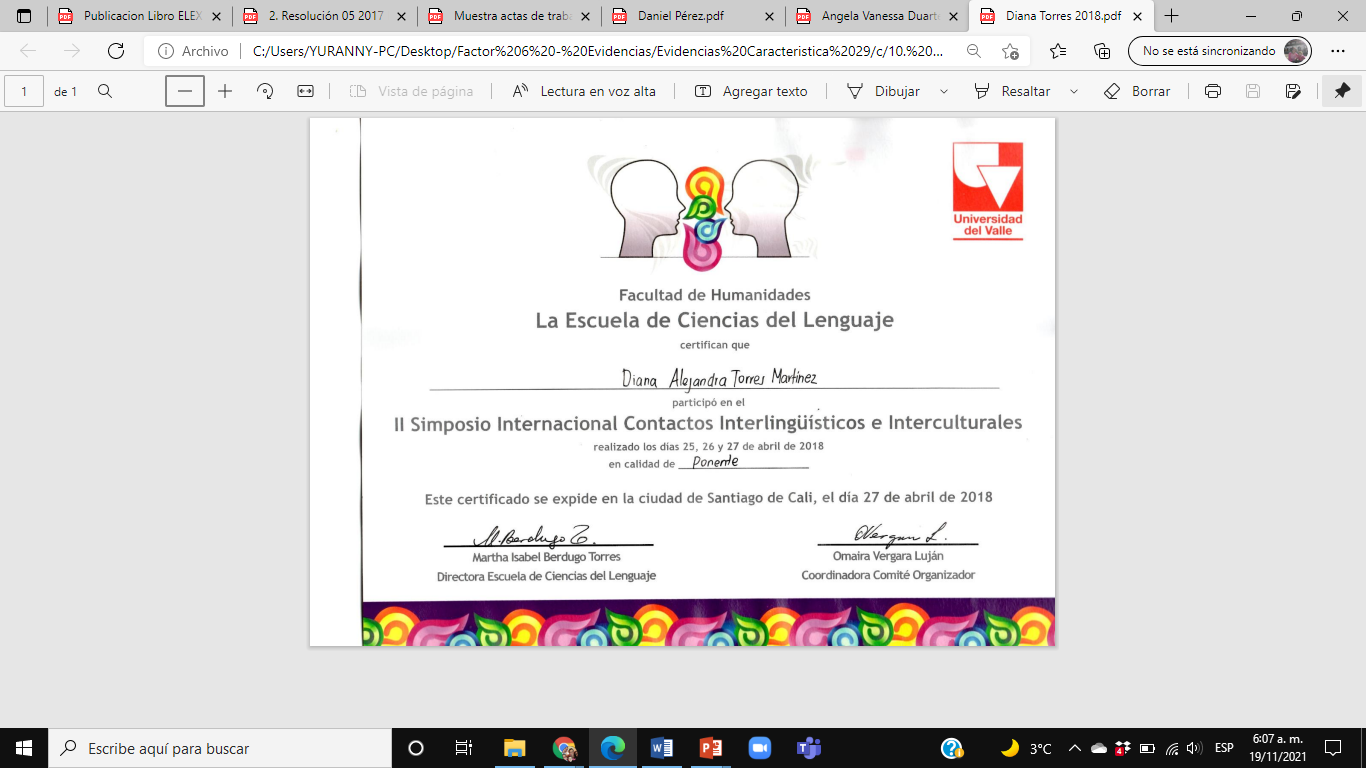 Publicacion Libro ELEX
2. Resolución 05 2017
Muestra actas de trab
Daniel Pérez.pdf
Angela Vanessa Duart
Diana Torres 2018.pdf
Archivo
C:/Users/YURANNY-PC/Desktop/Factor%206%20-%20Evidencias/Evidencias%20Caracteristica%2029/c/10.%20...
No se está sincronizando
1
de 1
Vista de página
Lectura en voz alta
Agregar texto
Dibujar
Resaltar
Borrar
Universidad
del Valle
Facultad de Humanidades
La Escuela de Ciencias del Lenguaje
certifican que
Diana Alejandra Torres Martínez
participó en el
II Simposio Internacional Contactos Interlingüísticos e Interculturales
realizado los días 25, 26 y 27 de abril de 2018
en calidad de Ponente
Este certificado se expide en la ciudad de Santiago de Cali, el día 27 de abril de 2018
M. Berdugo T.
OVergara L.
Martha Isabel Berdugo Torres
Omaira Vergara Luján
Directora Escuela de Ciencias del Lenguaje
Coordinadora Comité Organizador
Escribe aquí para buscar
3°C
4
ESP
6:07 a. m.
19/11/2021